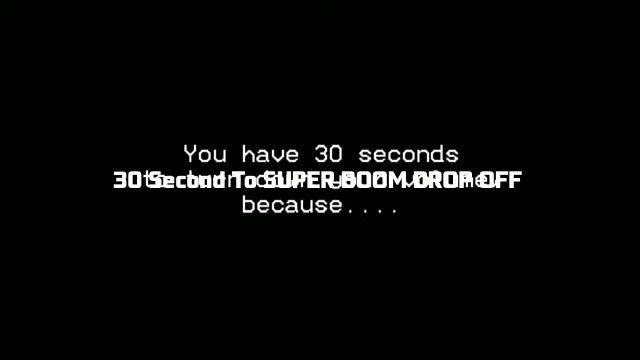 You have 30 seconds
30 Second To SUPER BOOM DROP OFF
because....